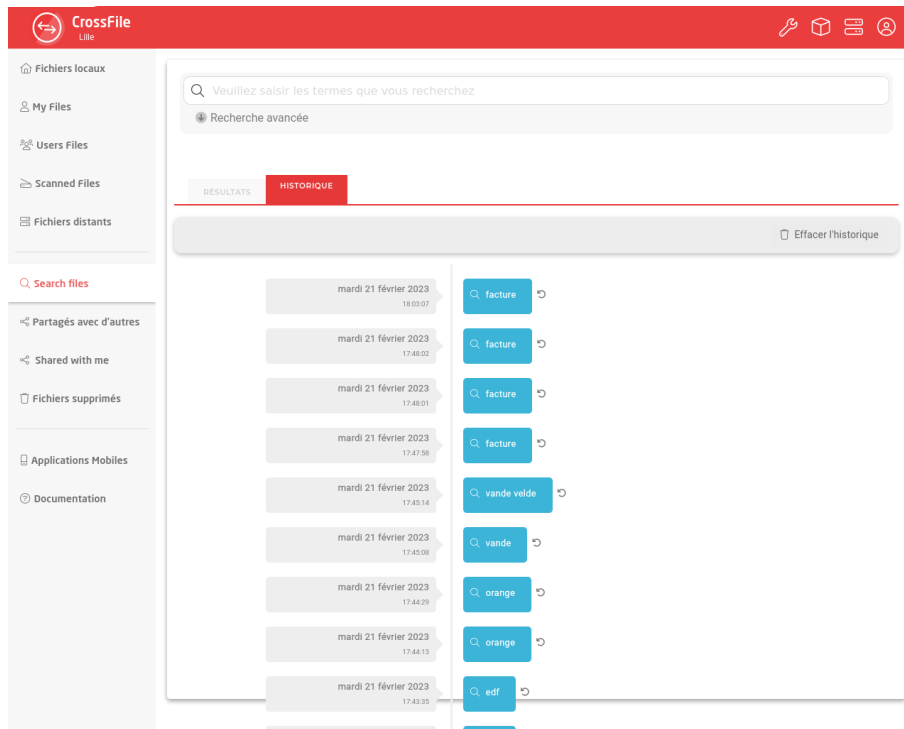 CrossFile
Lille
Fichiers locaux
My Files
Users Files
Scanned Files
Fichiers distants
Search files
Partagés avec d'autres
Shared with me
Fichiers supprimés
Applications Mobiles
Documentation
Veuillez saisir les termes que vous recherchez
Recherche avancée
RÉSULTATS HISTORIQUE
Effacer l'historique
mardi 21 février 2023 facture
18:03:07
mardi 21 février 2023 facture
17:48:02
mardi 21 février 2023 facture
17:48:01
mardi 21 février 2023 facture
17:47:58
mardi 21 février 2023 vande velde
17:45:14
mardi 21 février 2023 vande
17:45:08
mardi 21 février 2023 orange
17:44:29
mardi 21 février 2023 orange
17:44:13
mardi 21 février 2023 edf
17:43:35